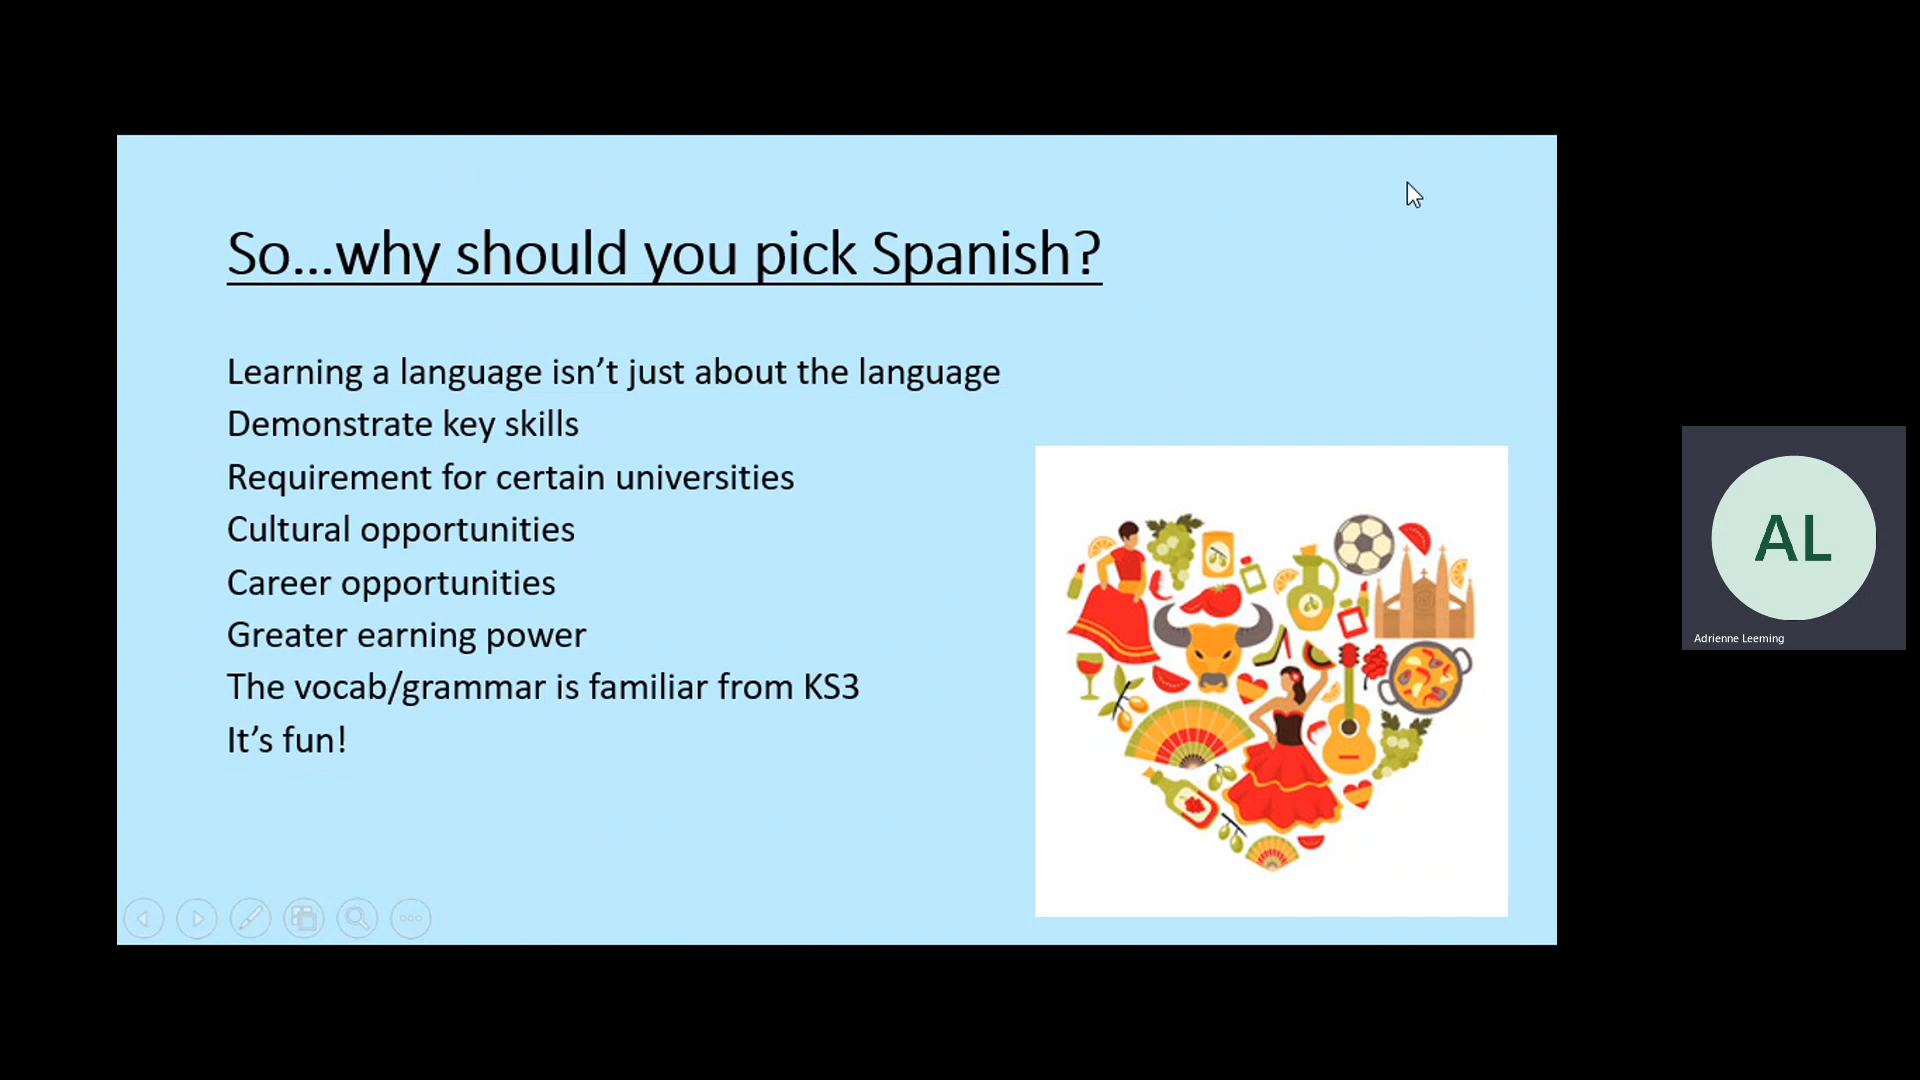 So...why should you pick Spanish?
Learning a language isn’t just about the language
Demonstrate key skills
Requirement for certain universities
Cultural opportunities
Career opportunities
Greater earning power
The vocab/grammar is familiar from KS3
It’s fun!
AL
Adrienne Leeming